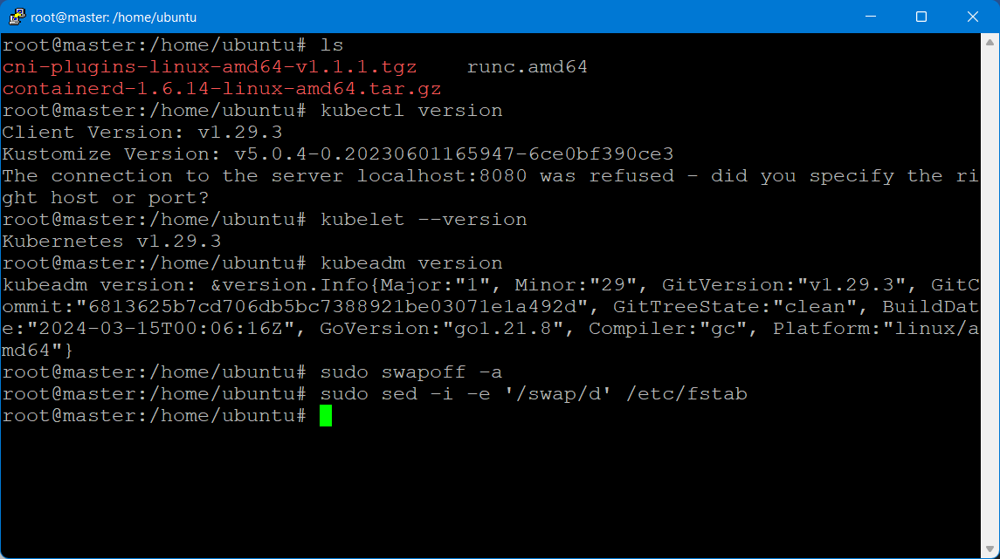 root@master: /home/ubuntu
root@master:/home/ubuntu# ls
cni-plugins-linux-amd64-v1.1.1.tgz    runc.amd64
containerd-1.6.14-linux-amd64.tar.gz
root@master:/home/ubuntu# kubectl version
Client Version: v1.29.3
Kustomize Version: v5.0.4-0.20230601165947-6ce0bf390ce3
The connection to the server localhost:8080 was refused - did you specify the ri
ght host or port?
root@master:/home/ubuntu# kubelet --version
Kubernetes v1.29.3
root@master:/home/ubuntu# kubeadm version
kubeadm version: &version.Info{Major:"1", Minor:"29", GitVersion:"v1.29.3", GitC
ommit:"6813625b7cd706db5bc7388921be03071e1a492d", GitTreeState:"clean", BuildDat
e:"2024-03-15T00:06:16Z", GoVersion:"go1.21.8", Compiler:"gc", Platform:"linux/a
md64"}
root@master:/home/ubuntu# sudo swapoff -a
root@master:/home/ubuntu# sudo sed -i -e '/swap/d' /etc/fstab
root@master:/home/ubuntu#